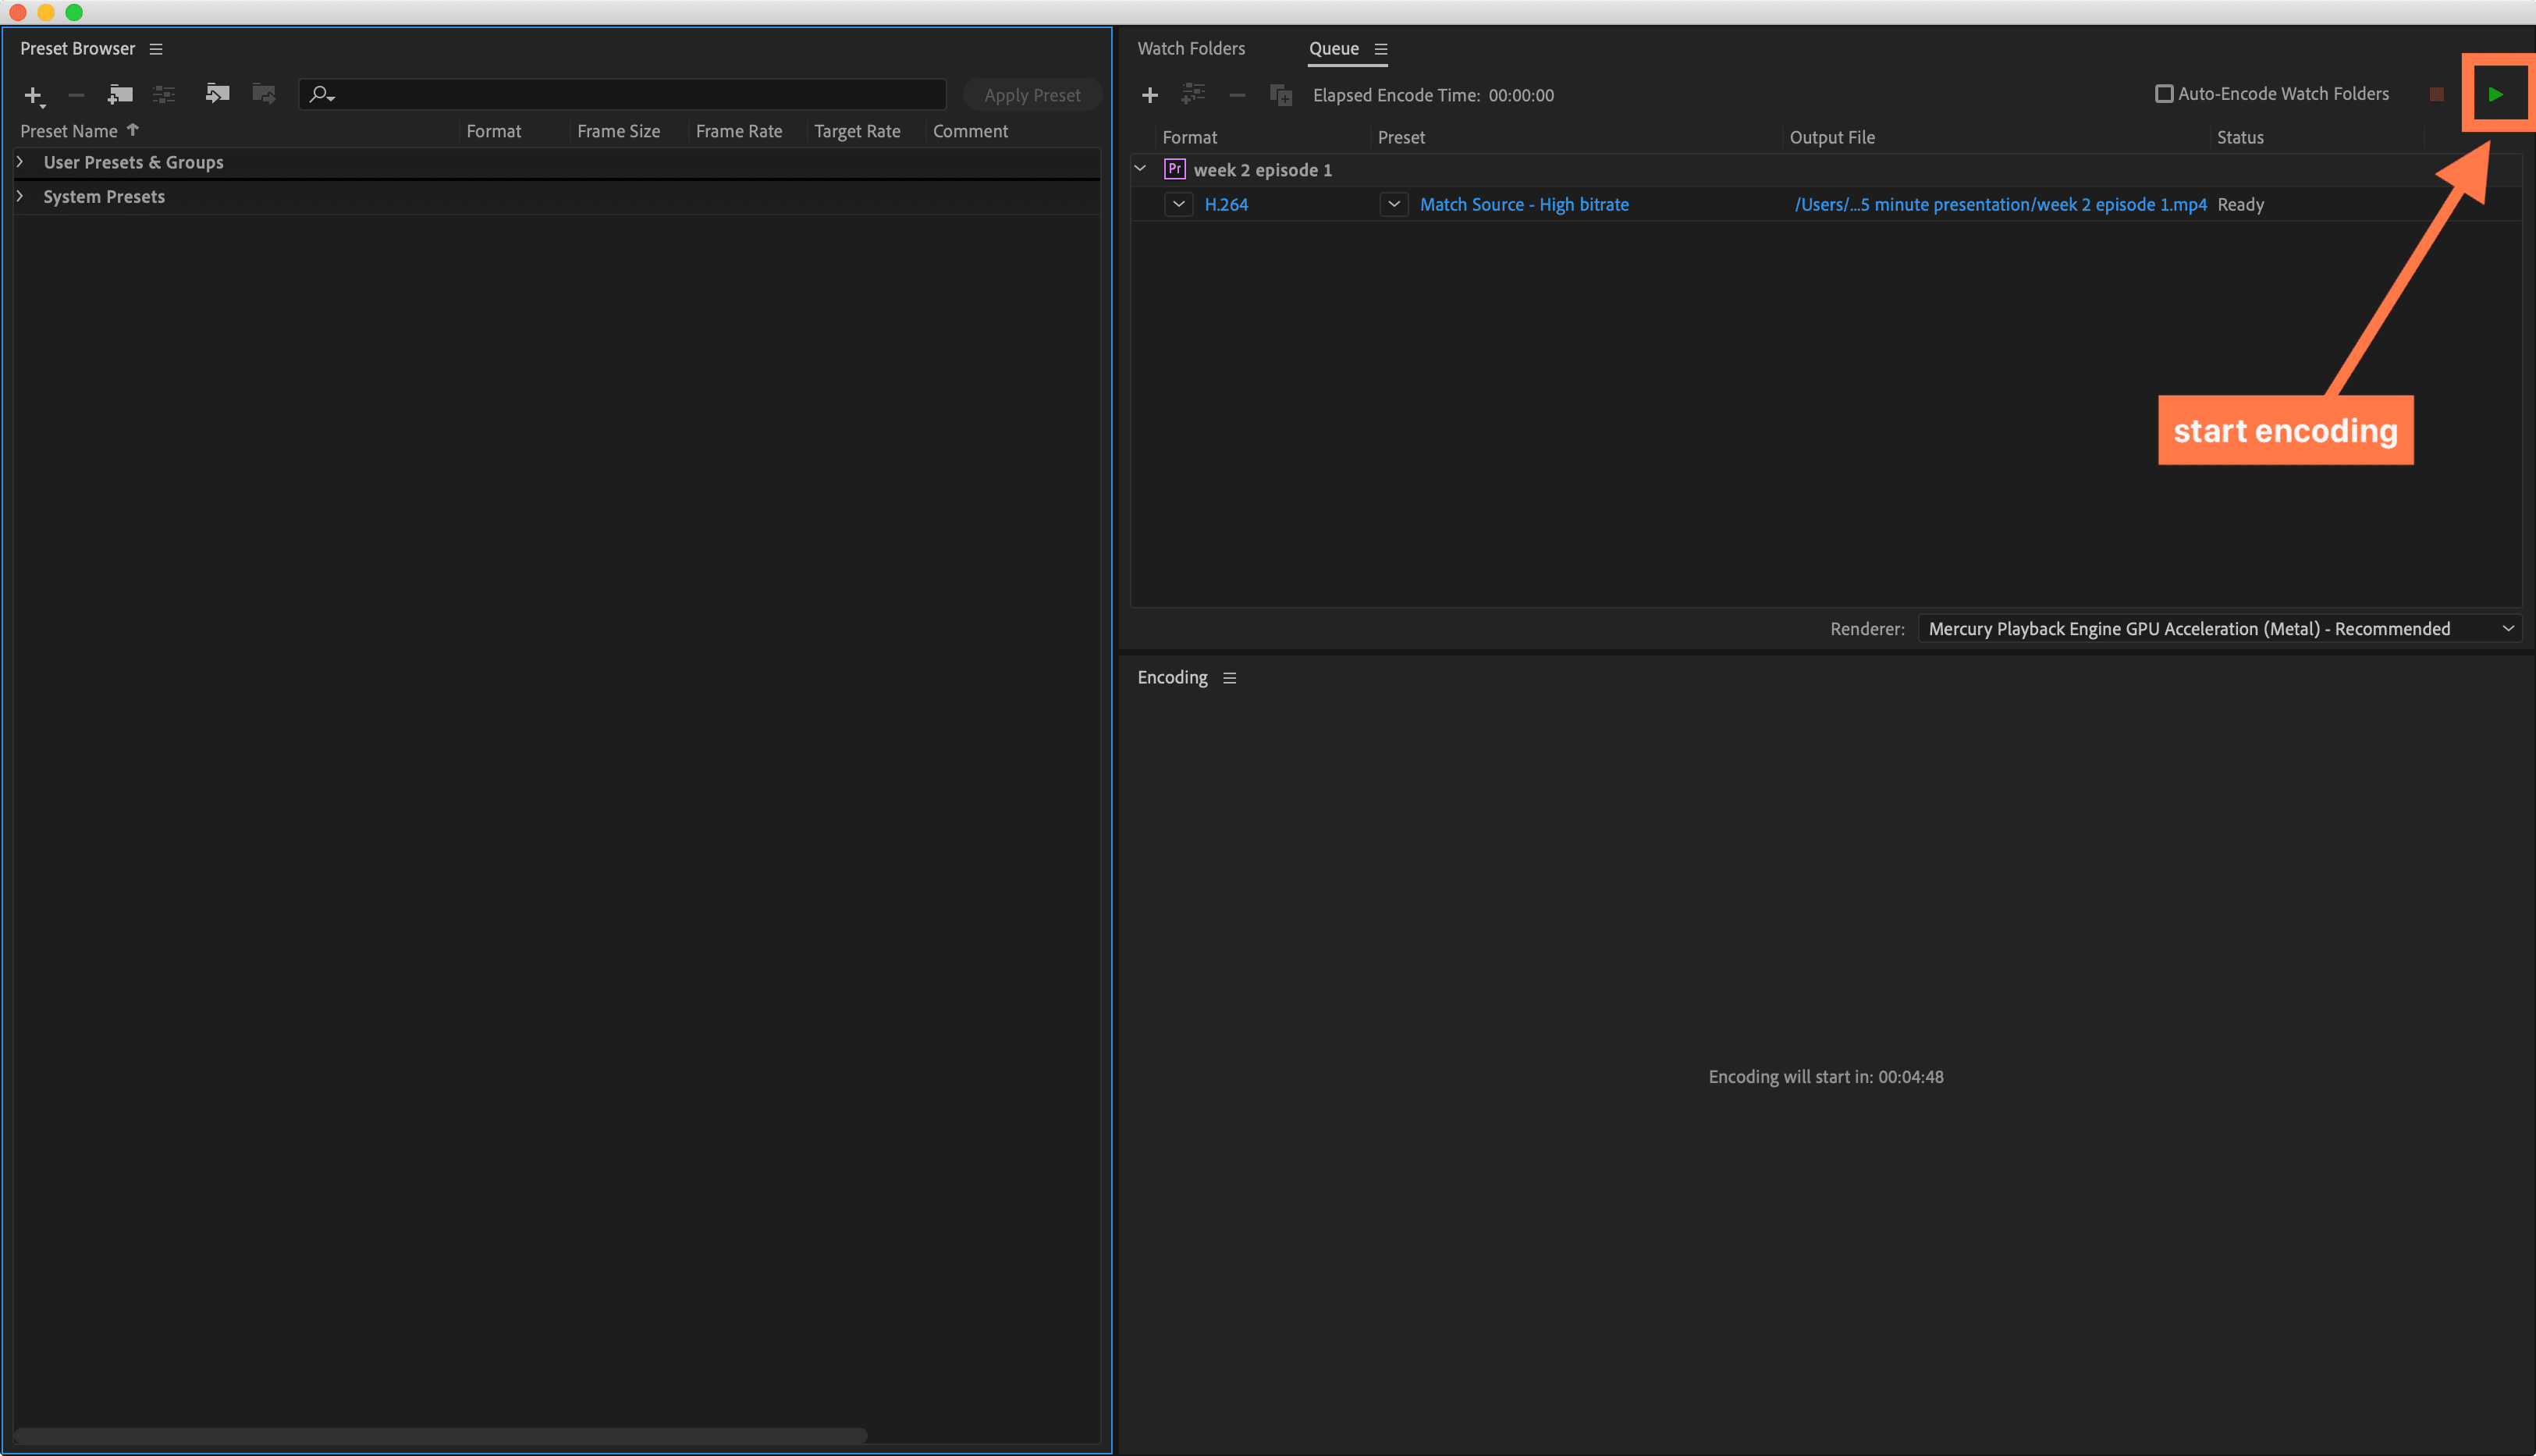 Preset Browser
Apply Preset
Preset Name Format Frame Size Frame Rate Target Rate Comment
User Presets & Groups
System Presets
Watch Folders Queue
Elapsed Encode Time: 00:00:00
Auto-Encode Watch Folders
Format Preset Output File Status
Pr week 2 episode 1
H.264 Match Source - High bitrate /Users/...5 minute presentation/week 2 episode 1.mp4 Ready
start encoding
Renderer: Mercury Playback Engine GPU Acceleration (Metal) - Recommended
Encoding
Encoding will start in: 00:04:48